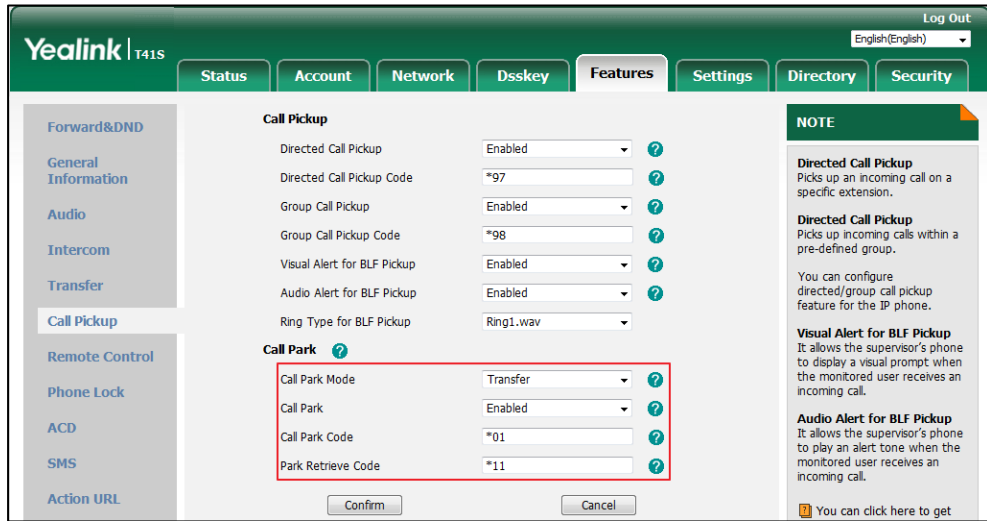 Log Out
Yealink T41S
English(English)
Status Account Network Dsskey Features Settings Directory Security
Forward&DND
General
Information
Audio
Intercom
Transfer
Call Pickup
Remote Control
Phone Lock
ACD
SMS
Action URL
Call Pickup
Directed Call Pickup Enabled
Directed Call Pickup Code *97
Group Call Pickup Enabled
Group Call Pickup Code *98
Visual Alert for BLF Pickup Enabled
Audio Alert for BLF Pickup Enabled
Ring Type for BLF Pickup Ring1.wav
Call Park
Call Park Mode Transfer
Call Park Enabled
Call Park Code *01
Park Retrieve Code *11
Confirm Cancel
NOTE
Directed Call Pickup
Picks up an incoming call on a
specific extension.
Directed Call Pickup
Picks up incoming calls within a
pre-defined group.
You can configure
directed/group call pickup
feature for the IP phone.
Visual Alert for BLF Pickup
It allows the supervisor's phone
to display a visual prompt when
the monitored user receives an
incoming call.
Audio Alert for BLF Pickup
It allows the supervisor's phone
to play an alert tone when the
monitored user receives an
incoming call.
You can click here to get